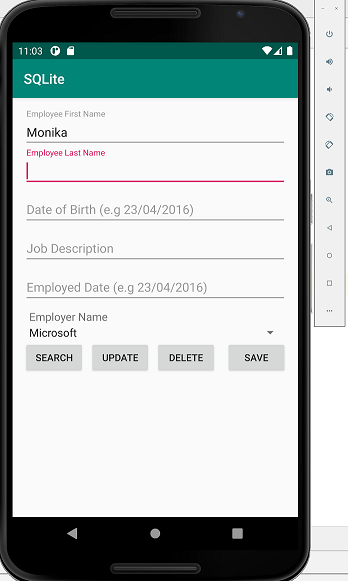 11:03
SQLite
Employee First Name
Monika
Employee Last Name
Date of Birth (e.g 23/04/2016)
Job Description
Employed Date (e.g 23/04/2016)
Employer Name
Microsoft
SEARCH UPDATE DELETE SAVE